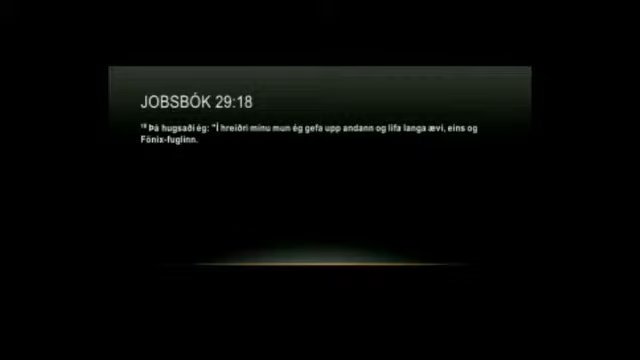 JOBSBÓK 29:18
¹⁸ Þá hugsaði ég: "Í hreiðri mínu mun ég gefa upp andann og lifa langa ævi, eins og
Fönix-fuglinn.